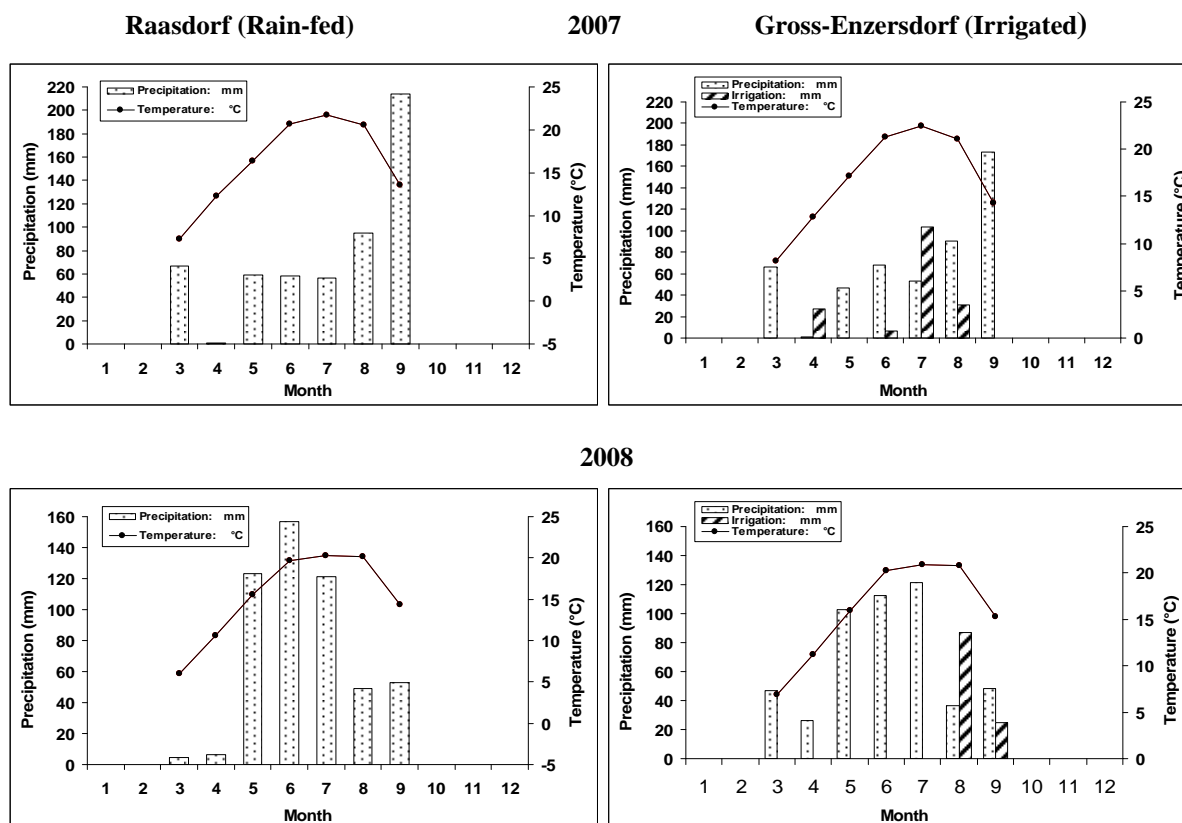 Raasdorf (Rain-fed) 2007 Gross-Enzersdorf (Irrigated)
Precipitation: mm
Temperature: °C
220
200
180
160
140
120
100
80
60
40
20
0
Precipitation (mm)
25
20
15
10
5
0
-5
Temperature (°C)
1 2 3 4 5 6 7 8 9 10 11 12
Month
Precipitation: mm
Irrigation: mm
Temperature: °C
220
200
180
160
140
120
100
80
60
40
20
0
Precipitation (mm)
25
20
15
10
5
0
Temperature (°C)
1 2 3 4 5 6 7 8 9 10 11 12
Month
2008
Precipitation: mm
Temperature: °C
160
140
120
100
80
60
40
20
0
Precipitation (mm)
25
20
15
10
5
0
-5
Temperature (°C)
1 2 3 4 5 6 7 8 9 10 11 12
Month
Precipitation: mm
Irrigation: mm
Temperature: °C
160
140
120
100
80
60
40
20
0
Precipitation (mm)
25
20
15
10
5
0
Temperature (°C)
1 2 3 4 5 6 7 8 9 10 11 12
Month